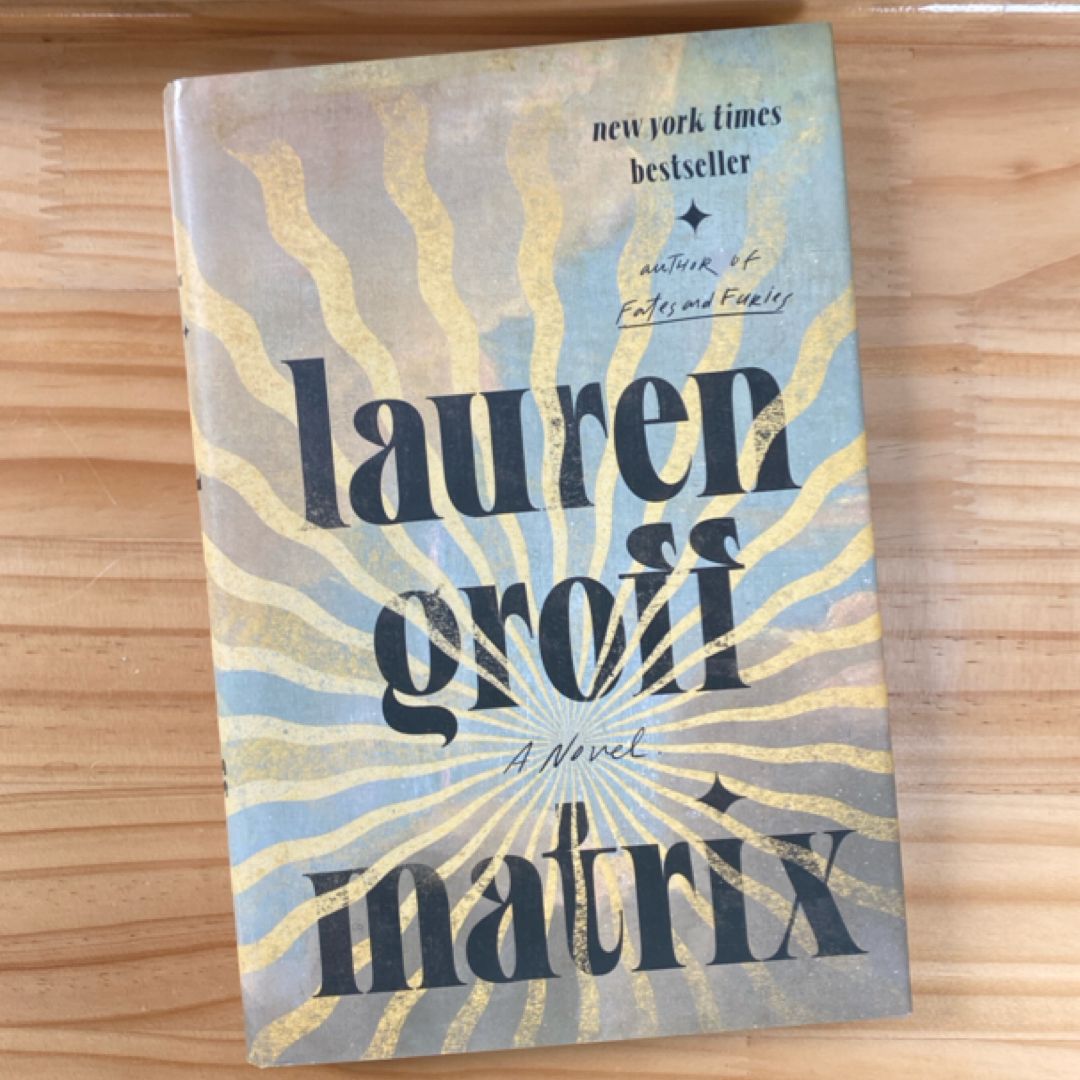 new york times
bestseller
author of
Fates and Furies
lauren
groff
A Novel
matrix